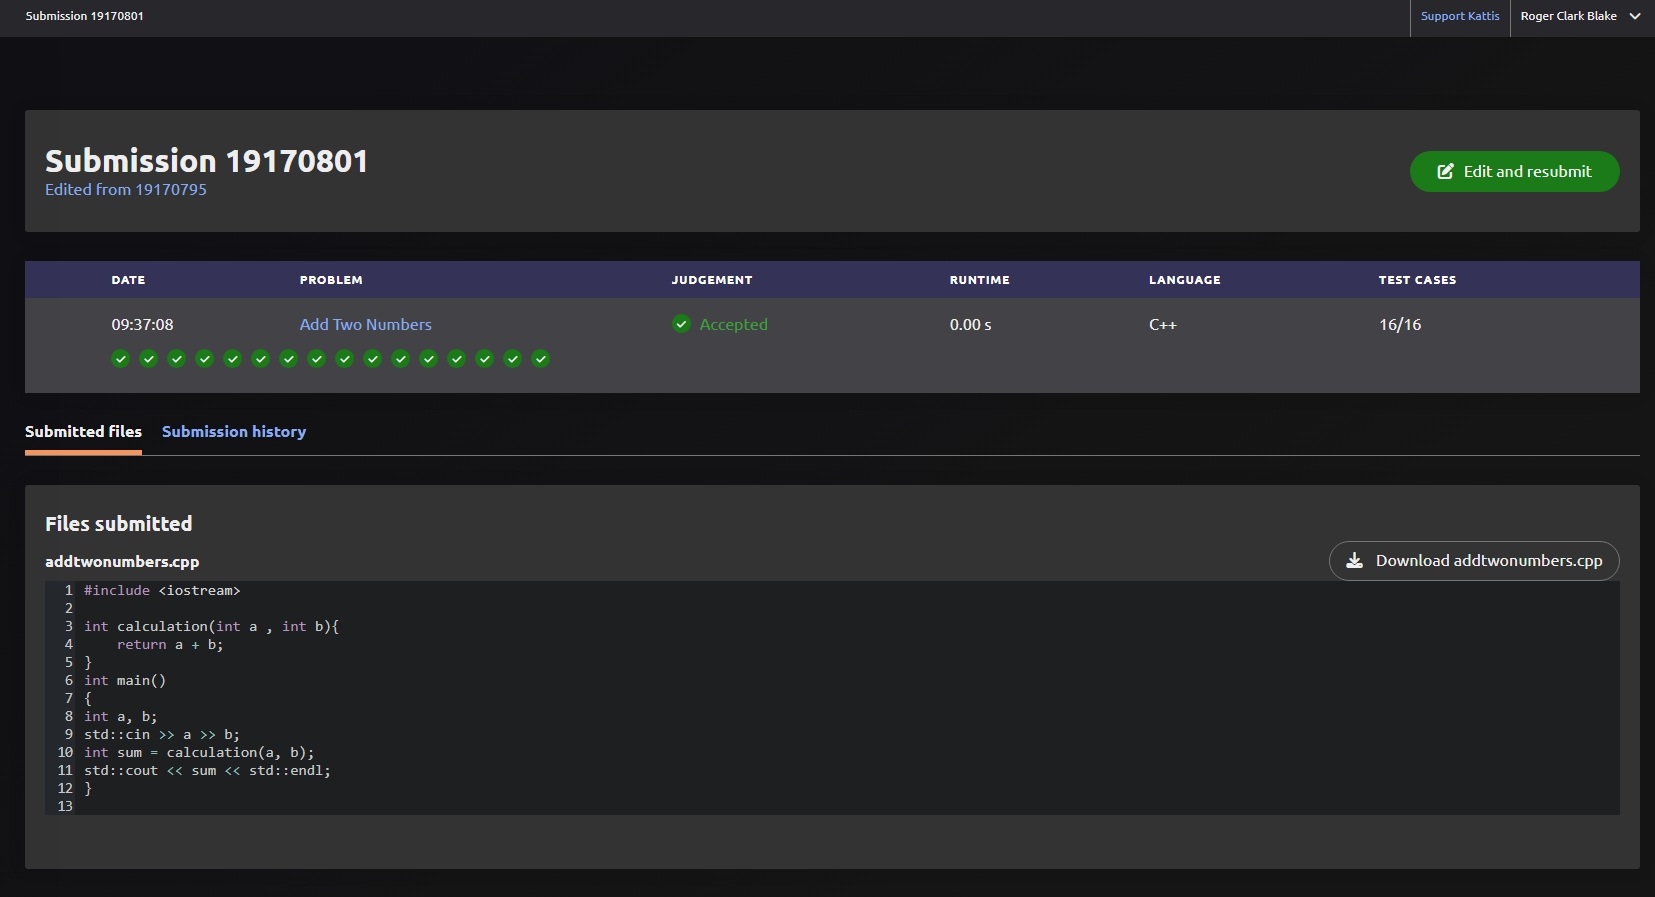 Submission 19170801
Support Kattis
Roger Clark Blake
Submission 19170801
Edited from 19170795
Edit and resubmit
DATE PROBLEM JUDGEMENT RUNTIME LANGUAGE TEST CASES
09:37:08 Add Two Numbers Accepted 0.00 s C++ 16/16
Submitted files Submission history
Files submitted
addtwonumbers.cpp
Download addtwonumbers.cpp
1 #include <iostream>
2
3 int calculation(int a , int b){
4     return a + b;
5 }
6 int main()
7 {
8 int a, b;
9 std::cin >> a >> b;
10 int sum = calculation(a, b);
11 std::cout << sum << std::endl;
12 }
13